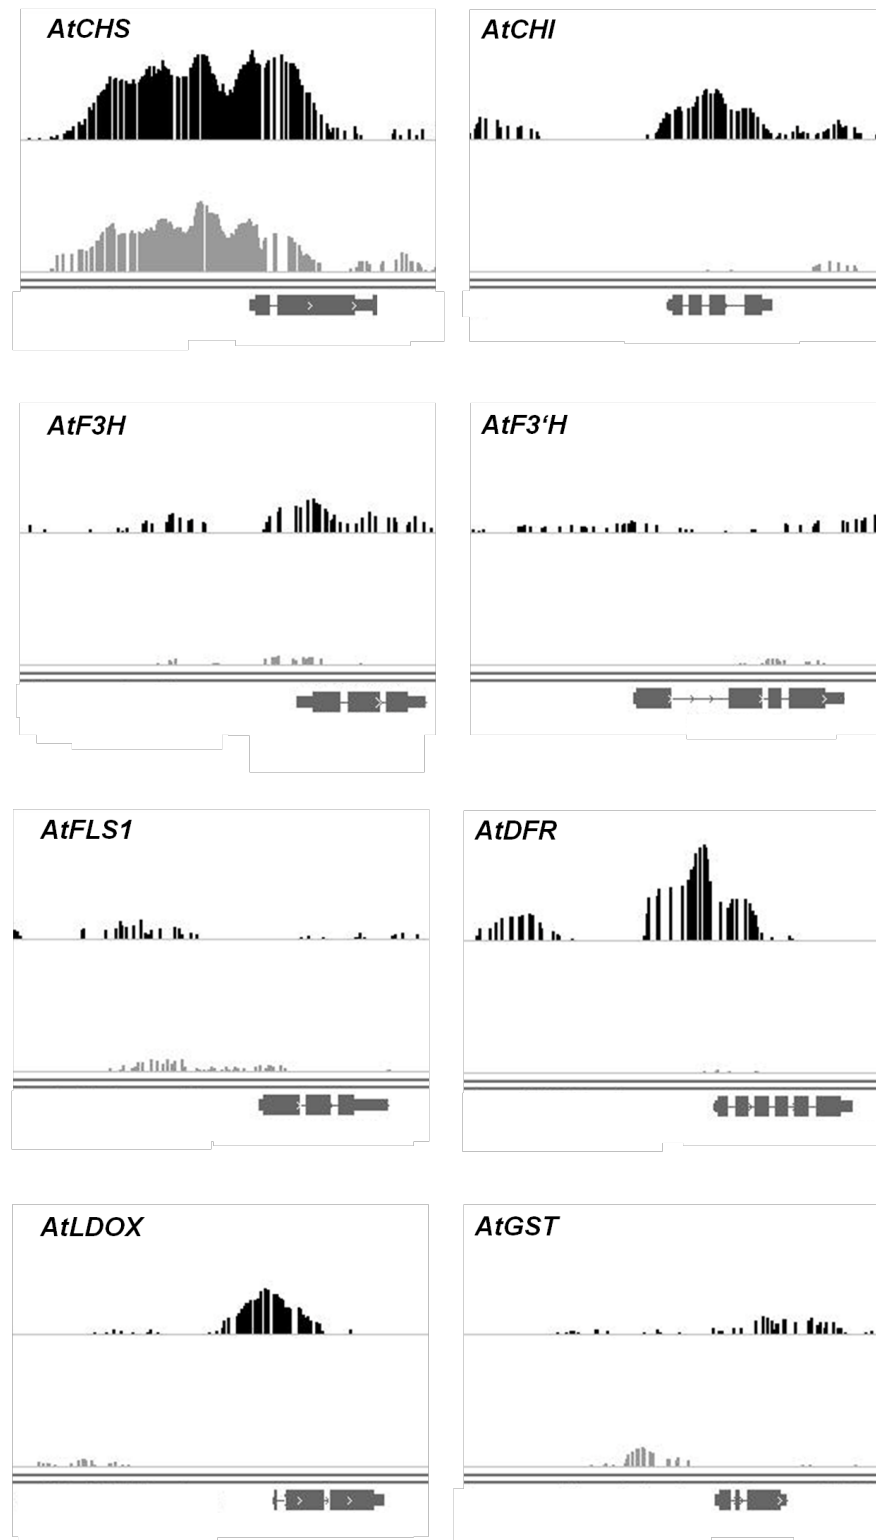 AtCHS
AtCHI
AtF3H
AtF3‘H
AtFLS1
AtDFR
AtLDOX
AtGST